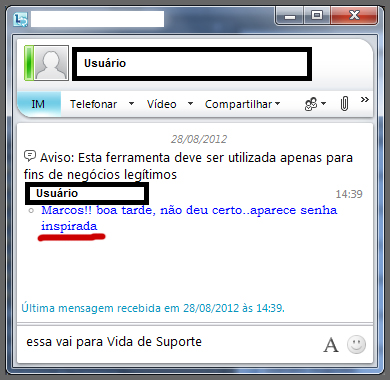 Usuário
IM Telefonar Vídeo Compartilhar
28/08/2012
Aviso: Esta ferramenta deve ser utilizada apenas para
fins de negócios legítimos
Usuário 14:39
Marcos!! boa tarde, não deu certo..aparece senha
inspirada
Última mensagem recebida em 28/08/2012 às 14:39.
essa vai para Vida de Suporte
A